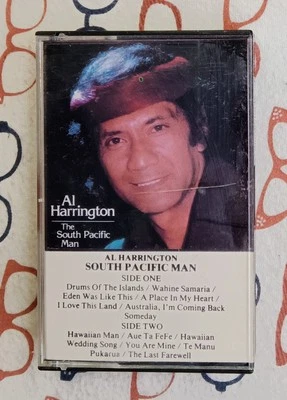 Al
Harrington
The
South Pacific
Man
AL HARRINGTON
SOUTH PACIFIC MAN
SIDE ONE
Drums Of The Islands / Wahine Samaria /
Eden Was Like This / A Place In My Heart /
I Love This Land / Australia, I'm Coming Back
Someday
SIDE TWO
Hawaiian Man / Aue Ta FeFe / Hawaiian
Wedding Song / You Are Mine / Te Manu
Pukarua / The Last Farewell